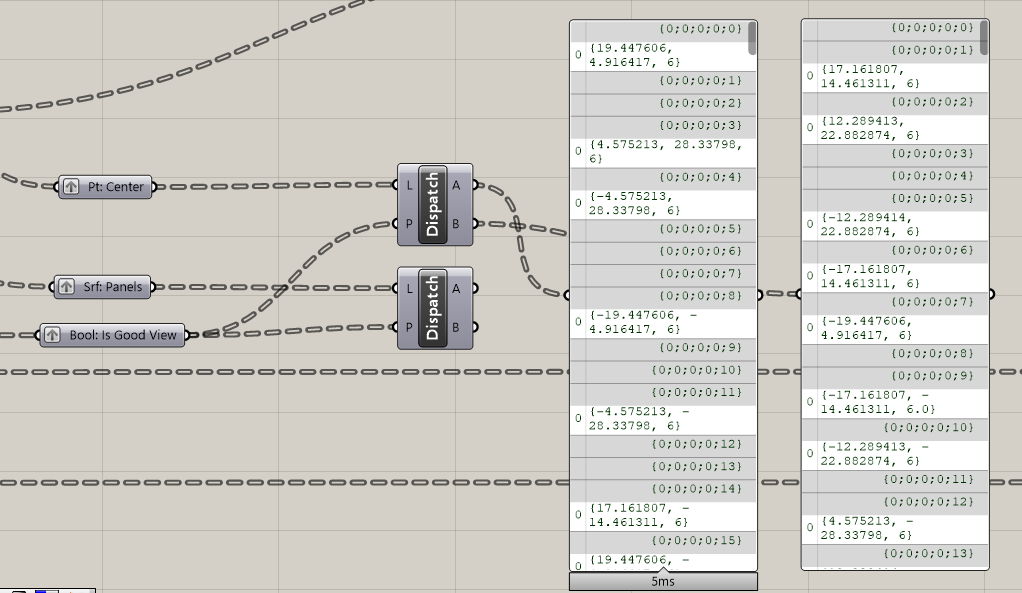 Pt: Center
L
P
Dispatch
A
B
Srf: Panels
Bool: Is Good View
L
P
Dispatch
A
B
{0;0;0;0;0}
0 {19.447606,
4.916417, 6}
{0;0;0;0;1}
{0;0;0;0;2}
{0;0;0;0;3}
0 {4.575213, 28.33798,
6}
{0;0;0;0;4}
0 {-4.575213,
28.33798, 6}
{0;0;0;0;5}
{0;0;0;0;6}
{0;0;0;0;7}
{0;0;0;0;8}
0 {-19.447606, -
4.916417, 6}
{0;0;0;0;9}
{0;0;0;0;10}
{0;0;0;0;11}
0 {-4.575213, -
28.33798, 6}
{0;0;0;0;12}
{0;0;0;0;13}
{0;0;0;0;14}
0 {17.161807, -
14.461311, 6}
{0;0;0;0;15}
0 {19.447606, -
5ms
{0;0;0;0;0}
{0;0;0;0;1}
0 {17.161807,
14.461311, 6}
{0;0;0;0;2}
0 {12.289413,
22.882874, 6}
{0;0;0;0;3}
{0;0;0;0;4}
{0;0;0;0;5}
0 {-12.289414,
22.882874, 6}
{0;0;0;0;6}
0 {-17.161807,
14.461311, 6}
{0;0;0;0;7}
0 {-19.447606,
4.916417, 6}
{0;0;0;0;8}
{0;0;0;0;9}
0 {-17.161807, -
14.461311, 6.0}
{0;0;0;0;10}
0 {-12.289413, -
22.882874, 6}
{0;0;0;0;11}
{0;0;0;0;12}
0 {4.575213, -
28.33798, 6}
{0;0;0;0;13}